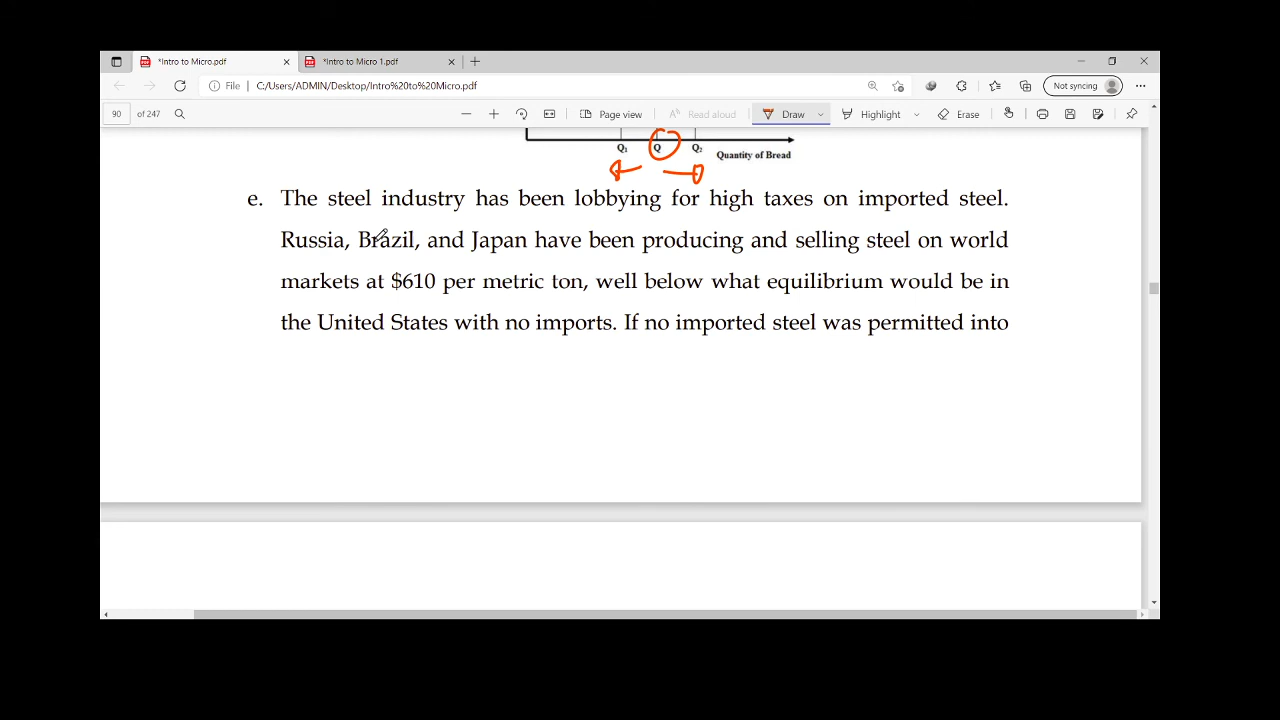 *Intro to Micro.pdf
*Intro to Micro 1.pdf
File C:/Users/ADMIN/Desktop/Intro%20to%20Micro.pdf
Not syncing
90 of 247
Page view
Read aloud
Draw
Highlight
Erase
Q₁ Q Q₂
Quantity of Bread
e. The steel industry has been lobbying for high taxes on imported steel.
Russia, Brazil, and Japan have been producing and selling steel on world
markets at $610 per metric ton, well below what equilibrium would be in
the United States with no imports. If no imported steel was permitted into